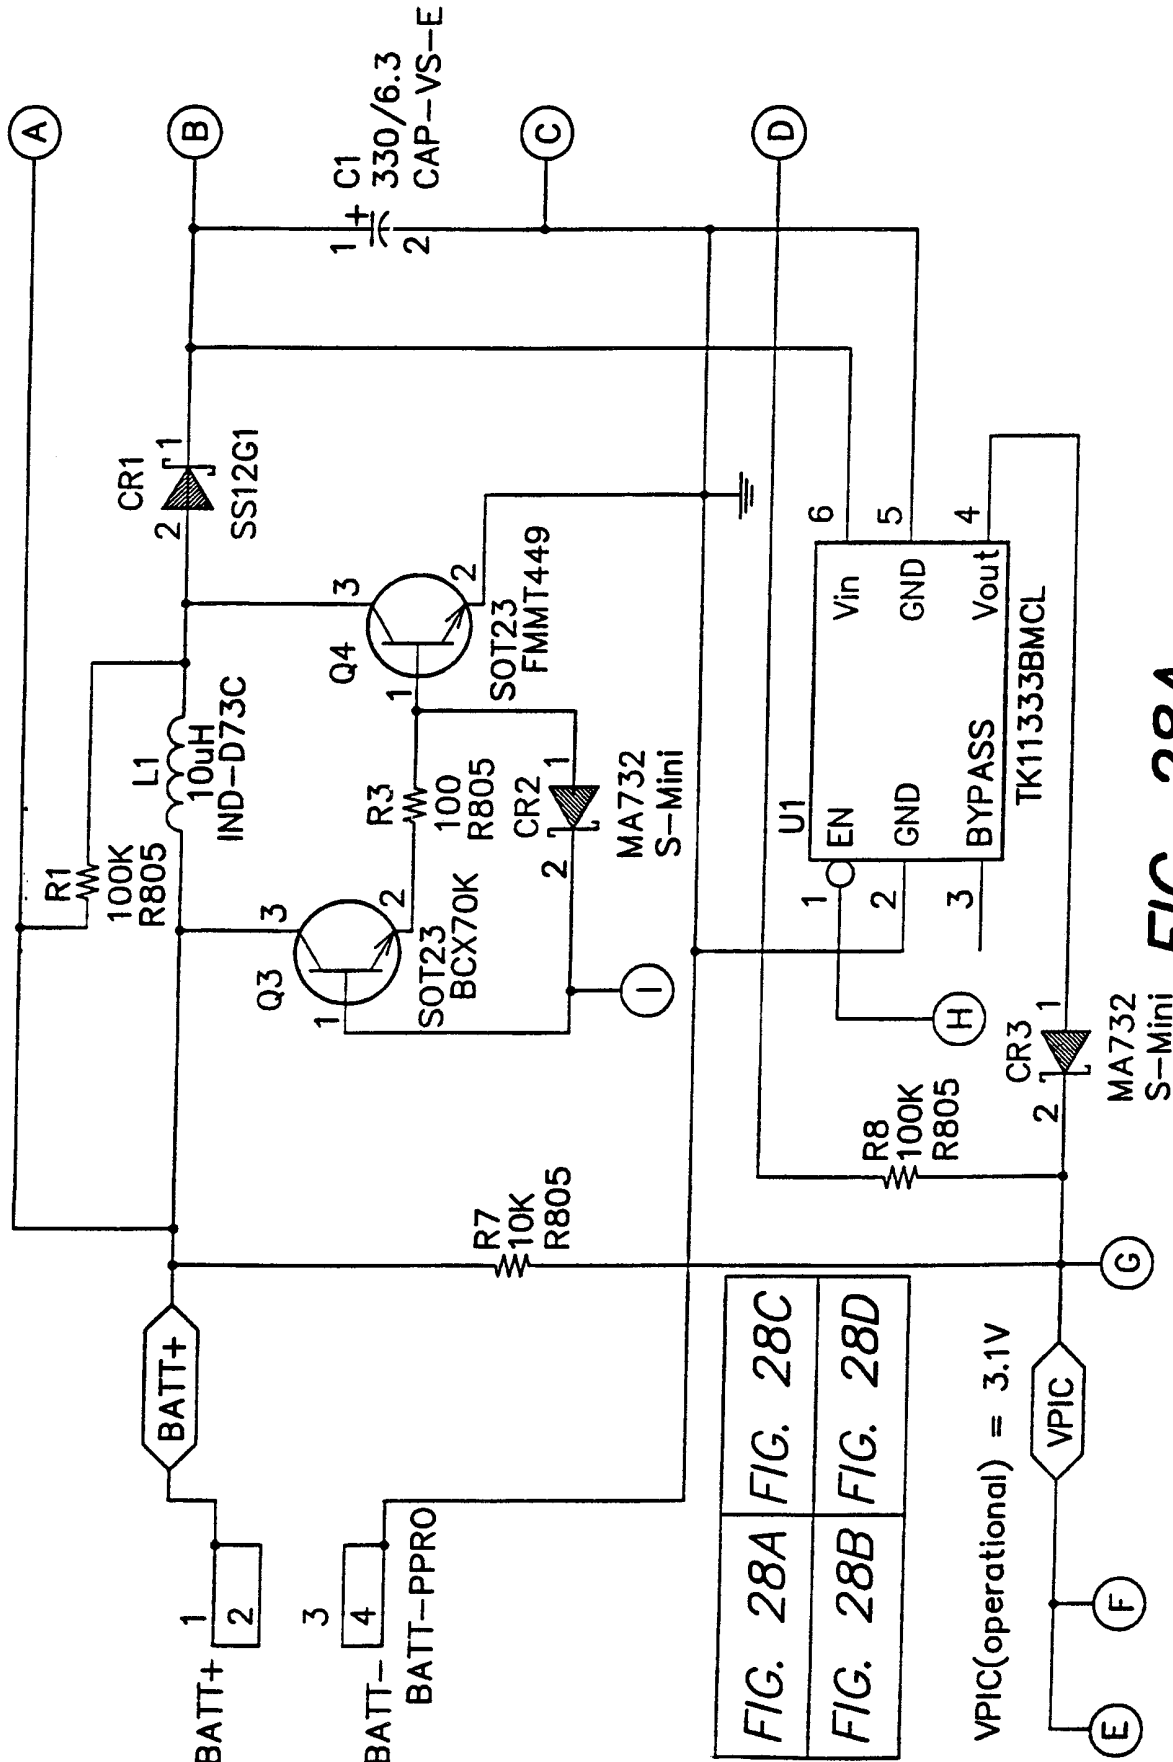 A
B
C
D
R1
100K
R805
L1
10uH
IND-D73C
CR1
2
1
SS12G1
1
+
2
C1
330/6.3
CAP-VS-E
BATT+
1
2
BATT+
3
4
BATT-
BATT-PPRO
Q3
3
1
2
SOT23
BCX70K
R3
100
R805
Q4
3
1
2
SOT23
FMMT449
CR2
1
2
MA732
S-Mini
I
R7
10K
R805
U1
1
EN
2
GND
3
BYPASS
Vin
6
GND
5
Vout
4
TK11333BMCL
H
R8
100K
R805
CR3
2
1
MA732
S-Mini
FIG. 28A
FIG. 28C
FIG. 28B
FIG. 28D
VPIC(operational) = 3.1V
VPIC
E
F
G
FIG. 28A